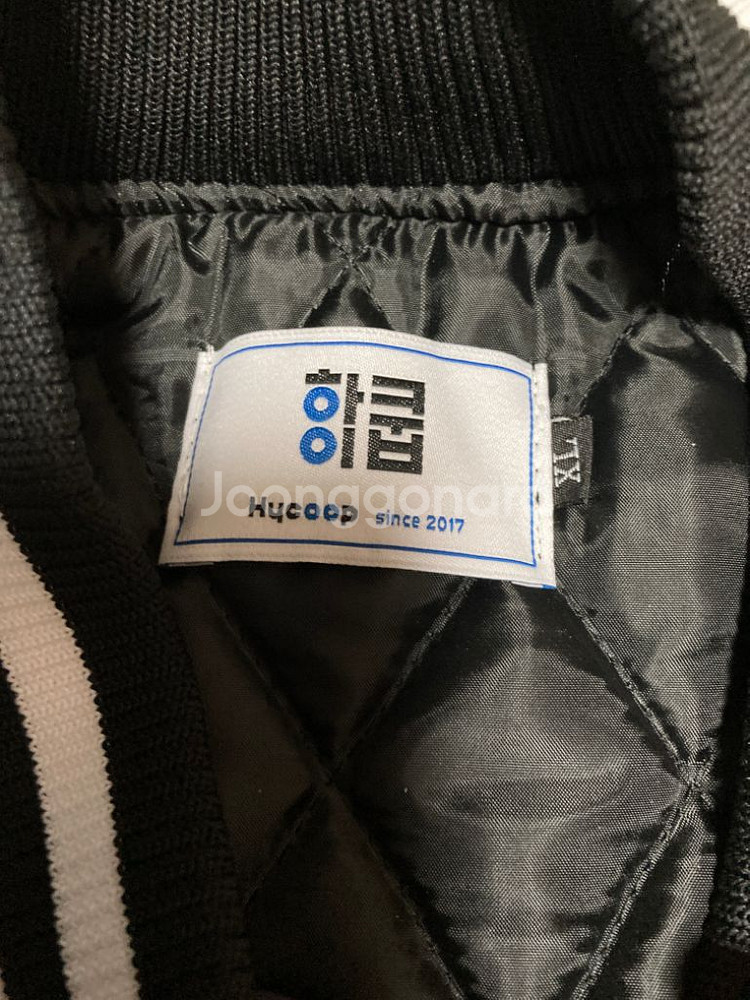 하이쿱
XL
Joonggonara
Hycoop since 2017